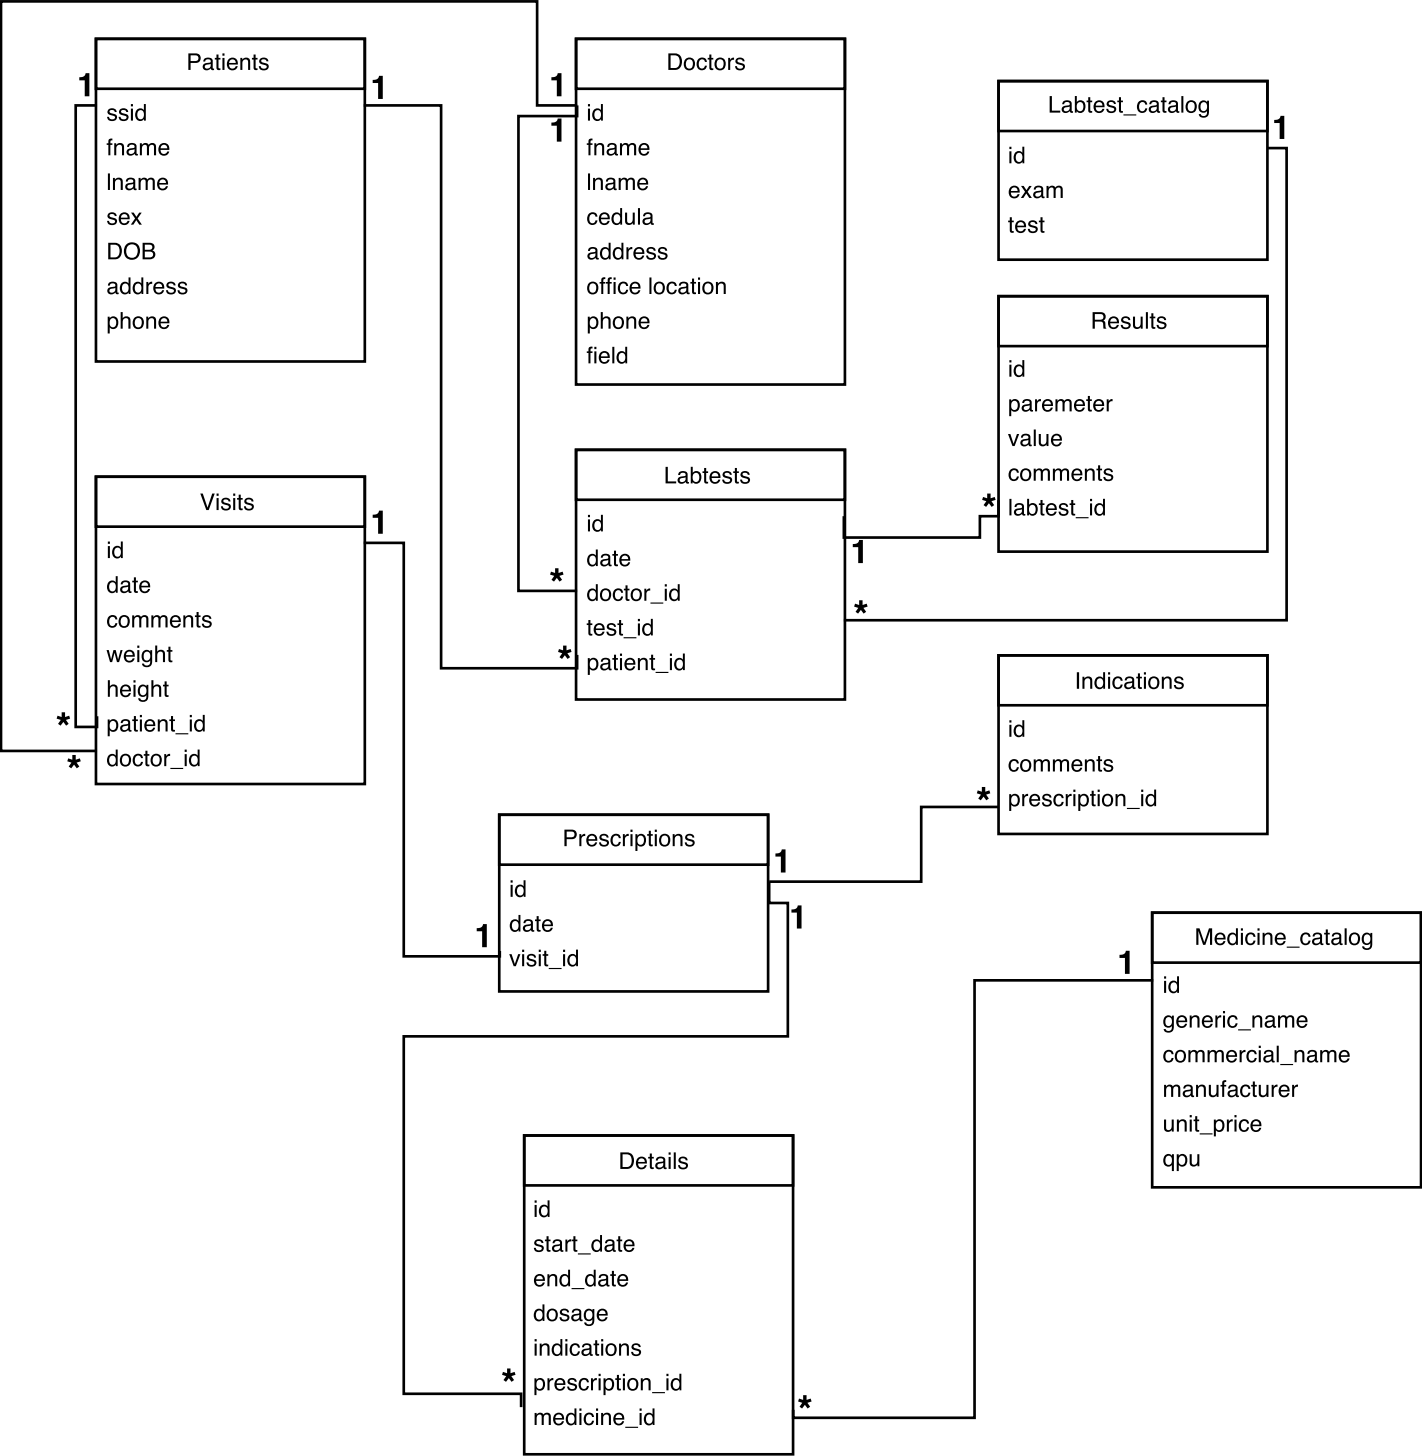 Patients
1
1
ssid
fname
lname
sex
DOB
address
phone
Doctors
1
1
id
fname
lname
cedula
address
office location
phone
field
Labtest_catalog
1
id
exam
test
Results
id
paremeter
value
comments
*
labtest_id
Visits
1
id
date
comments
weight
height
*
patient_id
*
doctor_id
Labtests
id
1
date
*
doctor_id
*
test_id
*
patient_id
Indications
id
comments
*
prescription_id
Prescriptions
1
id
1
date
1
visit_id
Medicine_catalog
1
id
generic_name
commercial_name
manufacturer
unit_price
qpu
Details
id
start_date
end_date
dosage
indications
*
prescription_id
*
medicine_id